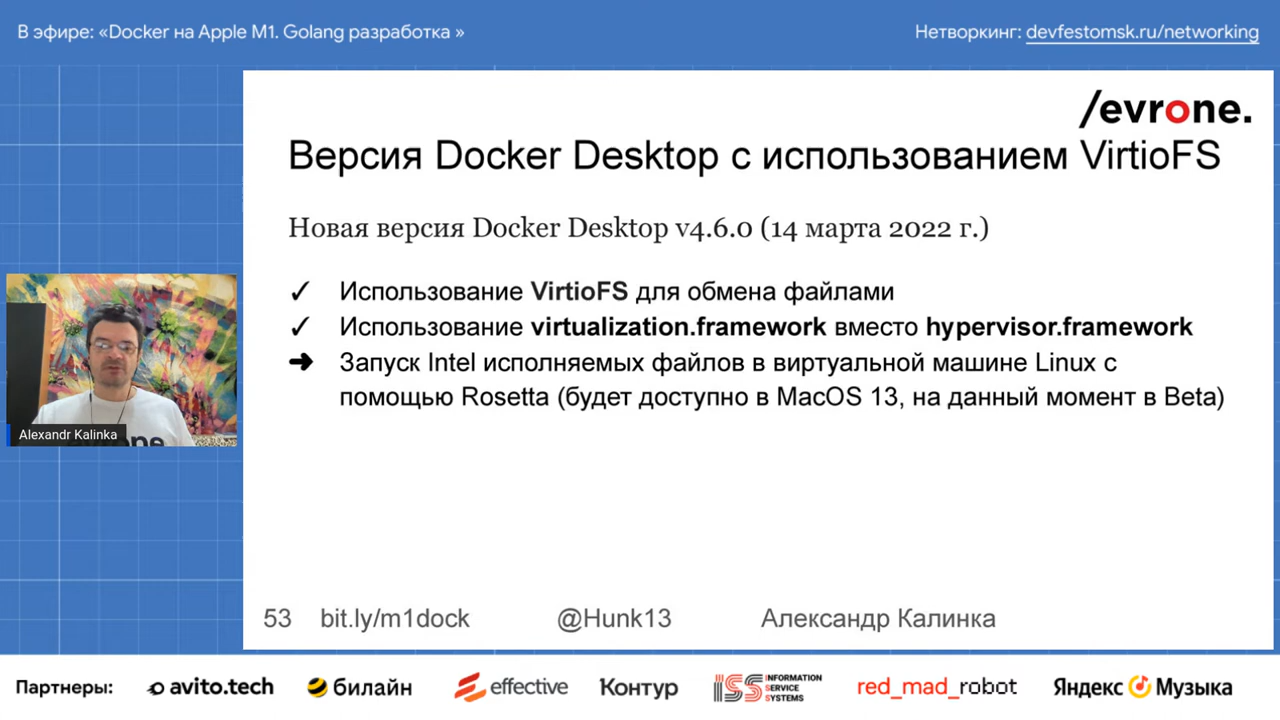 В эфире: «Docker на Apple M1. Golang разработка »
Нетворкинг: devfestomsk.ru/networking
/evrone.
Версия Docker Desktop с использованием VirtioFS
Новая версия Docker Desktop v4.6.0 (14 марта 2022 г.)
✓ Использование VirtioFS для обмена файлами
✓ Использование virtualization.framework вместо hypervisor.framework
➜ Запуск Intel исполняемых файлов в виртуальной машине Linux с
помощью Rosetta (будет доступно в MacOS 13, на данный момент в Beta)
Alexandr Kalinka
53 bit.ly/m1dock @Hunk13 Александр Калинка
Партнеры: avito.tech билайн effective Контур ISS INFORMATION SERVICE SYSTEMS red_mad_robot Яндекс Музыка